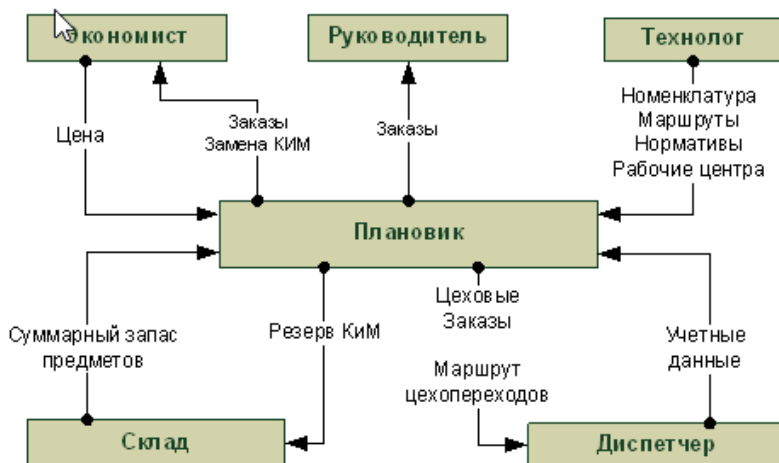 Экономист
Руководитель
Технолог
Цена
Заказы
Замена КИМ
Заказы
Номенклатура
Маршруты
Нормативы
Рабочие центра
Плановик
Суммарный запас
предметов
Резерв КиМ
Цеховые
Заказы
Маршрут
цехопереходов
Учетные
данные
Склад
Диспетчер